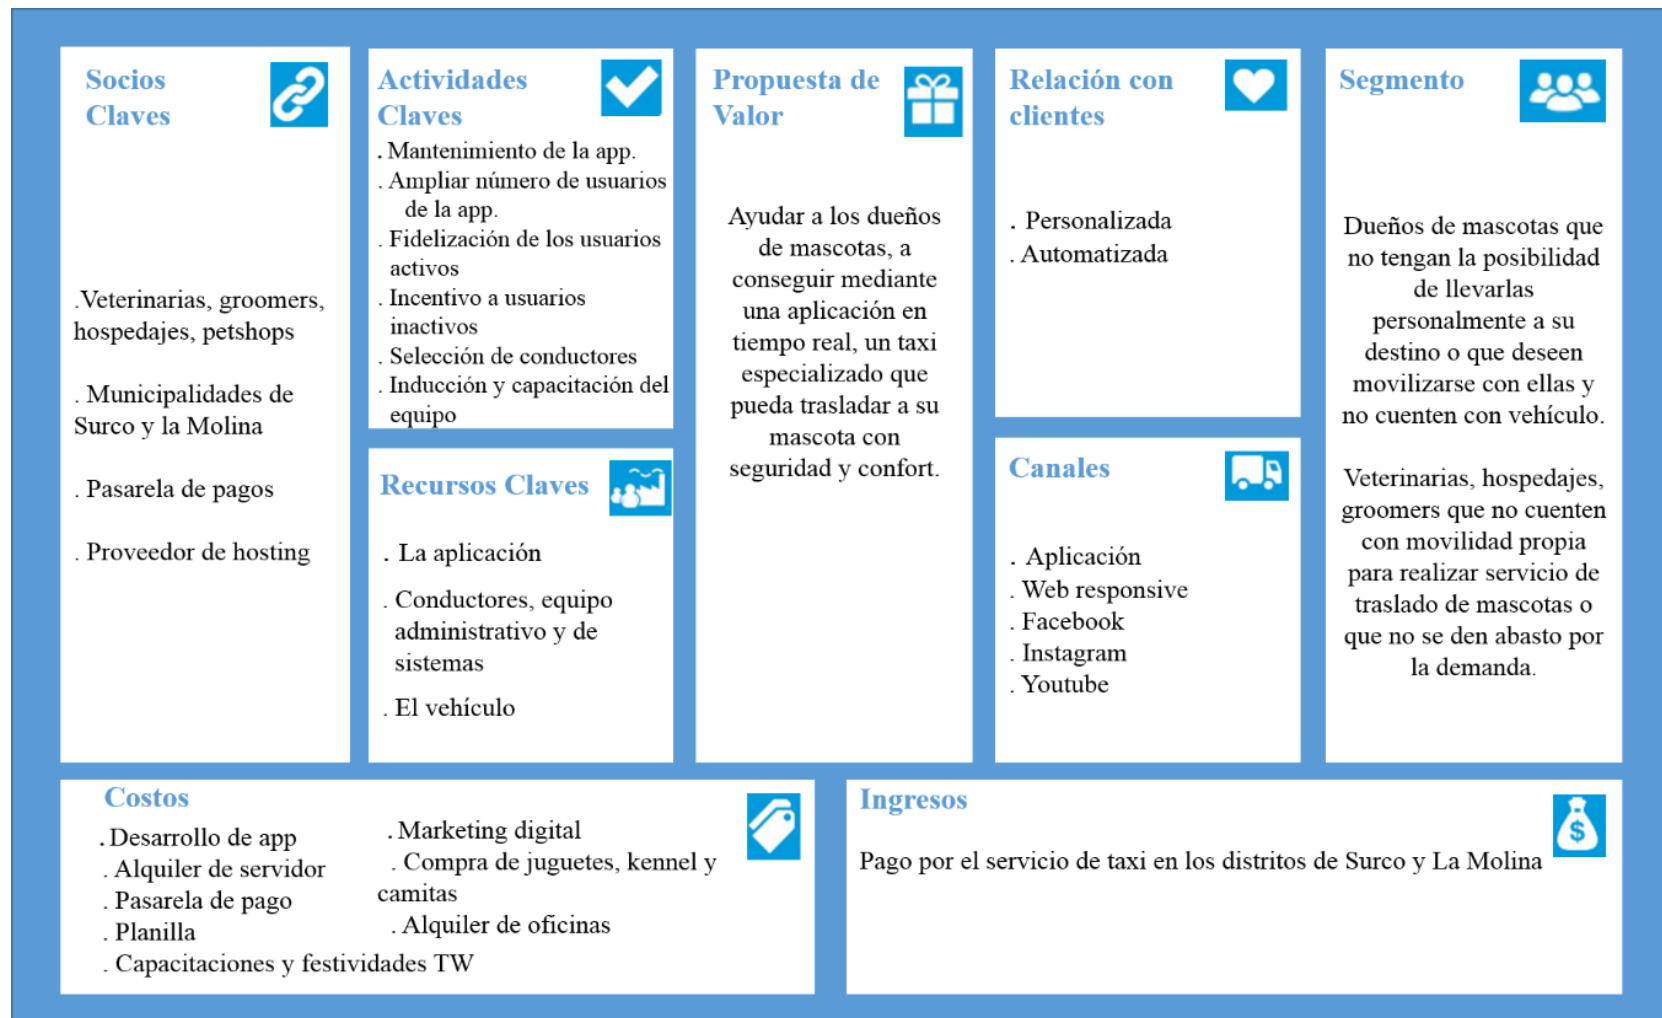 Socios
Claves
.Veterinarias, groomers,
hospedajes, petshops
. Municipalidades de
Surco y la Molina
. Pasarela de pagos
. Proveedor de hosting
Actividades
Claves
. Mantenimiento de la app.
. Ampliar número de usuarios
de la app.
. Fidelización de los usuarios
activos
. Incentivo a usuarios
inactivos
. Selección de conductores
. Inducción y capacitación del
equipo
Recursos Claves
. La aplicación
. Conductores, equipo
administrativo y de
sistemas
. El vehículo
Propuesta de
Valor
Ayudar a los dueños
de mascotas, a
conseguir mediante
una aplicación en
tiempo real, un taxi
especializado que
pueda trasladar a su
mascota con
seguridad y confort.
Relación con
clientes
. Personalizada
. Automatizada
Canales
. Aplicación
. Web responsive
. Facebook
. Instagram
. Youtube
Segmento
Dueños de mascotas que
no tengan la posibilidad
de llevarlas
personalmente a su
destino o que deseen
movilizarse con ellas y
no cuenten con vehículo.
Veterinarias, hospedajes,
groomers que no cuenten
con movilidad propia
para realizar servicio de
traslado de mascotas o
que no se den abasto por
la demanda.
Costos
. Desarrollo de app
. Alquiler de servidor
. Pasarela de pago
. Planilla
. Capacitaciones y festividades TW
. Marketing digital
. Compra de juguetes, kennel y
camitas
. Alquiler de oficinas
Ingresos
$
Pago por el servicio de taxi en los distritos de Surco y La Molina